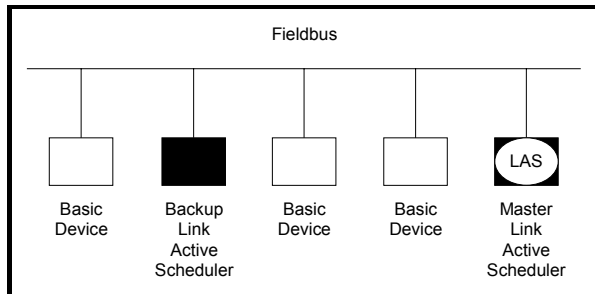 Fieldbus
LAS
Basic
Device
Backup
Link
Active
Scheduler
Basic
Device
Basic
Device
Master
Link
Active
Scheduler